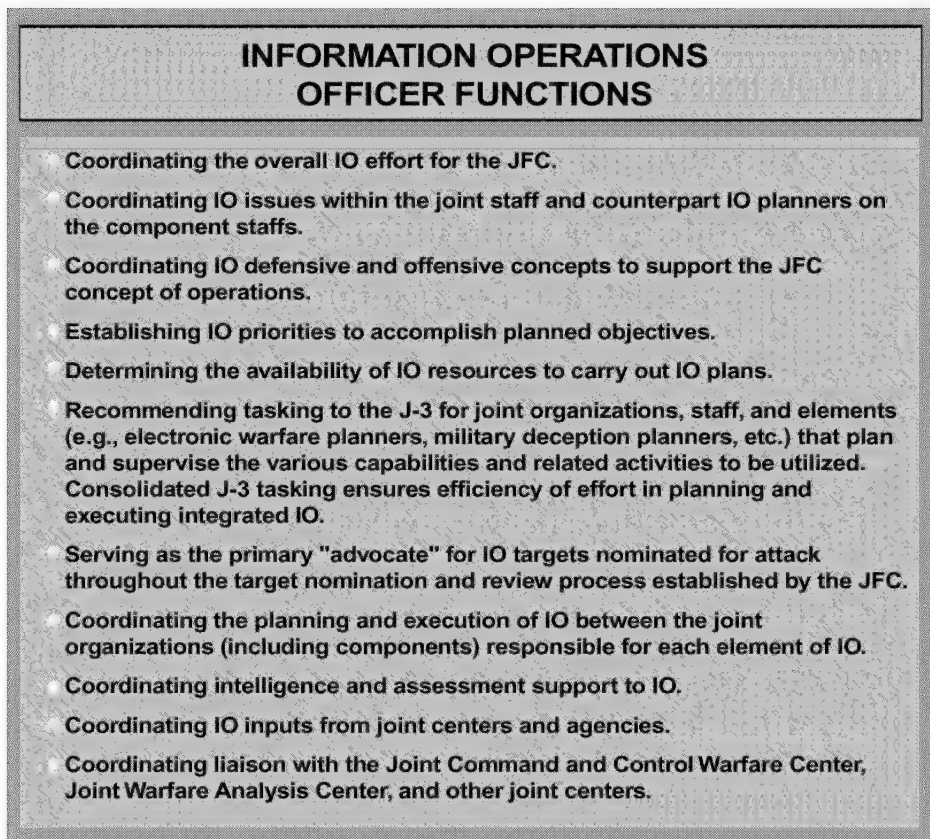 INFORMATION OPERATIONS
OFFICER FUNCTIONS
Coordinating the overall IO effort for the JFC.
Coordinating IO issues within the joint staff and counterpart IO planners on
the component staffs.
Coordinating IO defensive and offensive concepts to support the JFC
concept of operations.
Establishing IO priorities to accomplish planned objectives.
Determining the availability of IO resources to carry out IO plans.
Recommending tasking to the J-3 for joint organizations, staff, and elements
(e.g., electronic warfare planners, military deception planners, etc.) that plan
and supervise the various capabilities and related activities to be utilized.
Consolidated J-3 tasking ensures efficiency of effort in planning and
executing integrated IO.
Serving as the primary "advocate" for IO targets nominated for attack
throughout the target nomination and review process established by the JFC.
Coordinating the planning and execution of IO between the joint
organizations (including components) responsible for each element of IO.
Coordinating intelligence and assessment support to IO.
Coordinating IO inputs from joint centers and agencies.
Coordinating liaison with the Joint Command and Control Warfare Center,
Joint Warfare Analysis Center, and other joint centers.